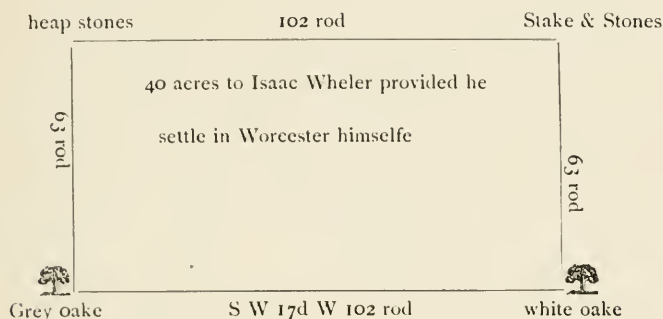 heap stones 102 rod Stake & Stones
40 acres to Isaac Wheler provided he
settle in Worcester himselfe
63 rod
63 rod
Grey oake S W 17d W 102 rod white oake